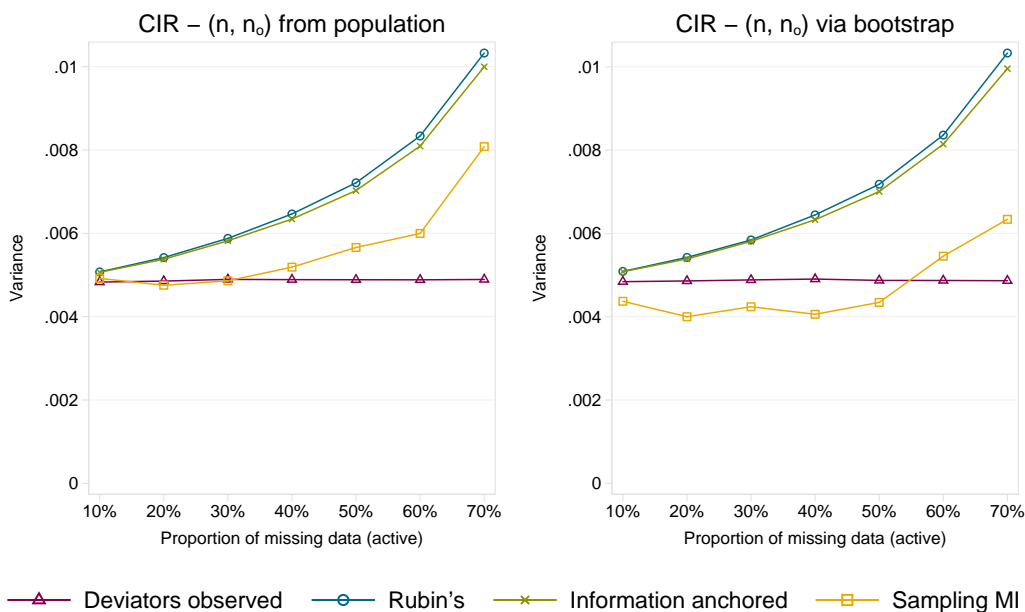 CIR – (n, nₒ) from population
.01
.008
.006
.004
.002
0
Variance
10% 20% 30% 40% 50% 60% 70%
Proportion of missing data (active)
CIR – (n, nₒ) via bootstrap
.01
.008
.006
.004
.002
0
Variance
10% 20% 30% 40% 50% 60% 70%
Proportion of missing data (active)
Deviators observed Rubin's Information anchored Sampling MI